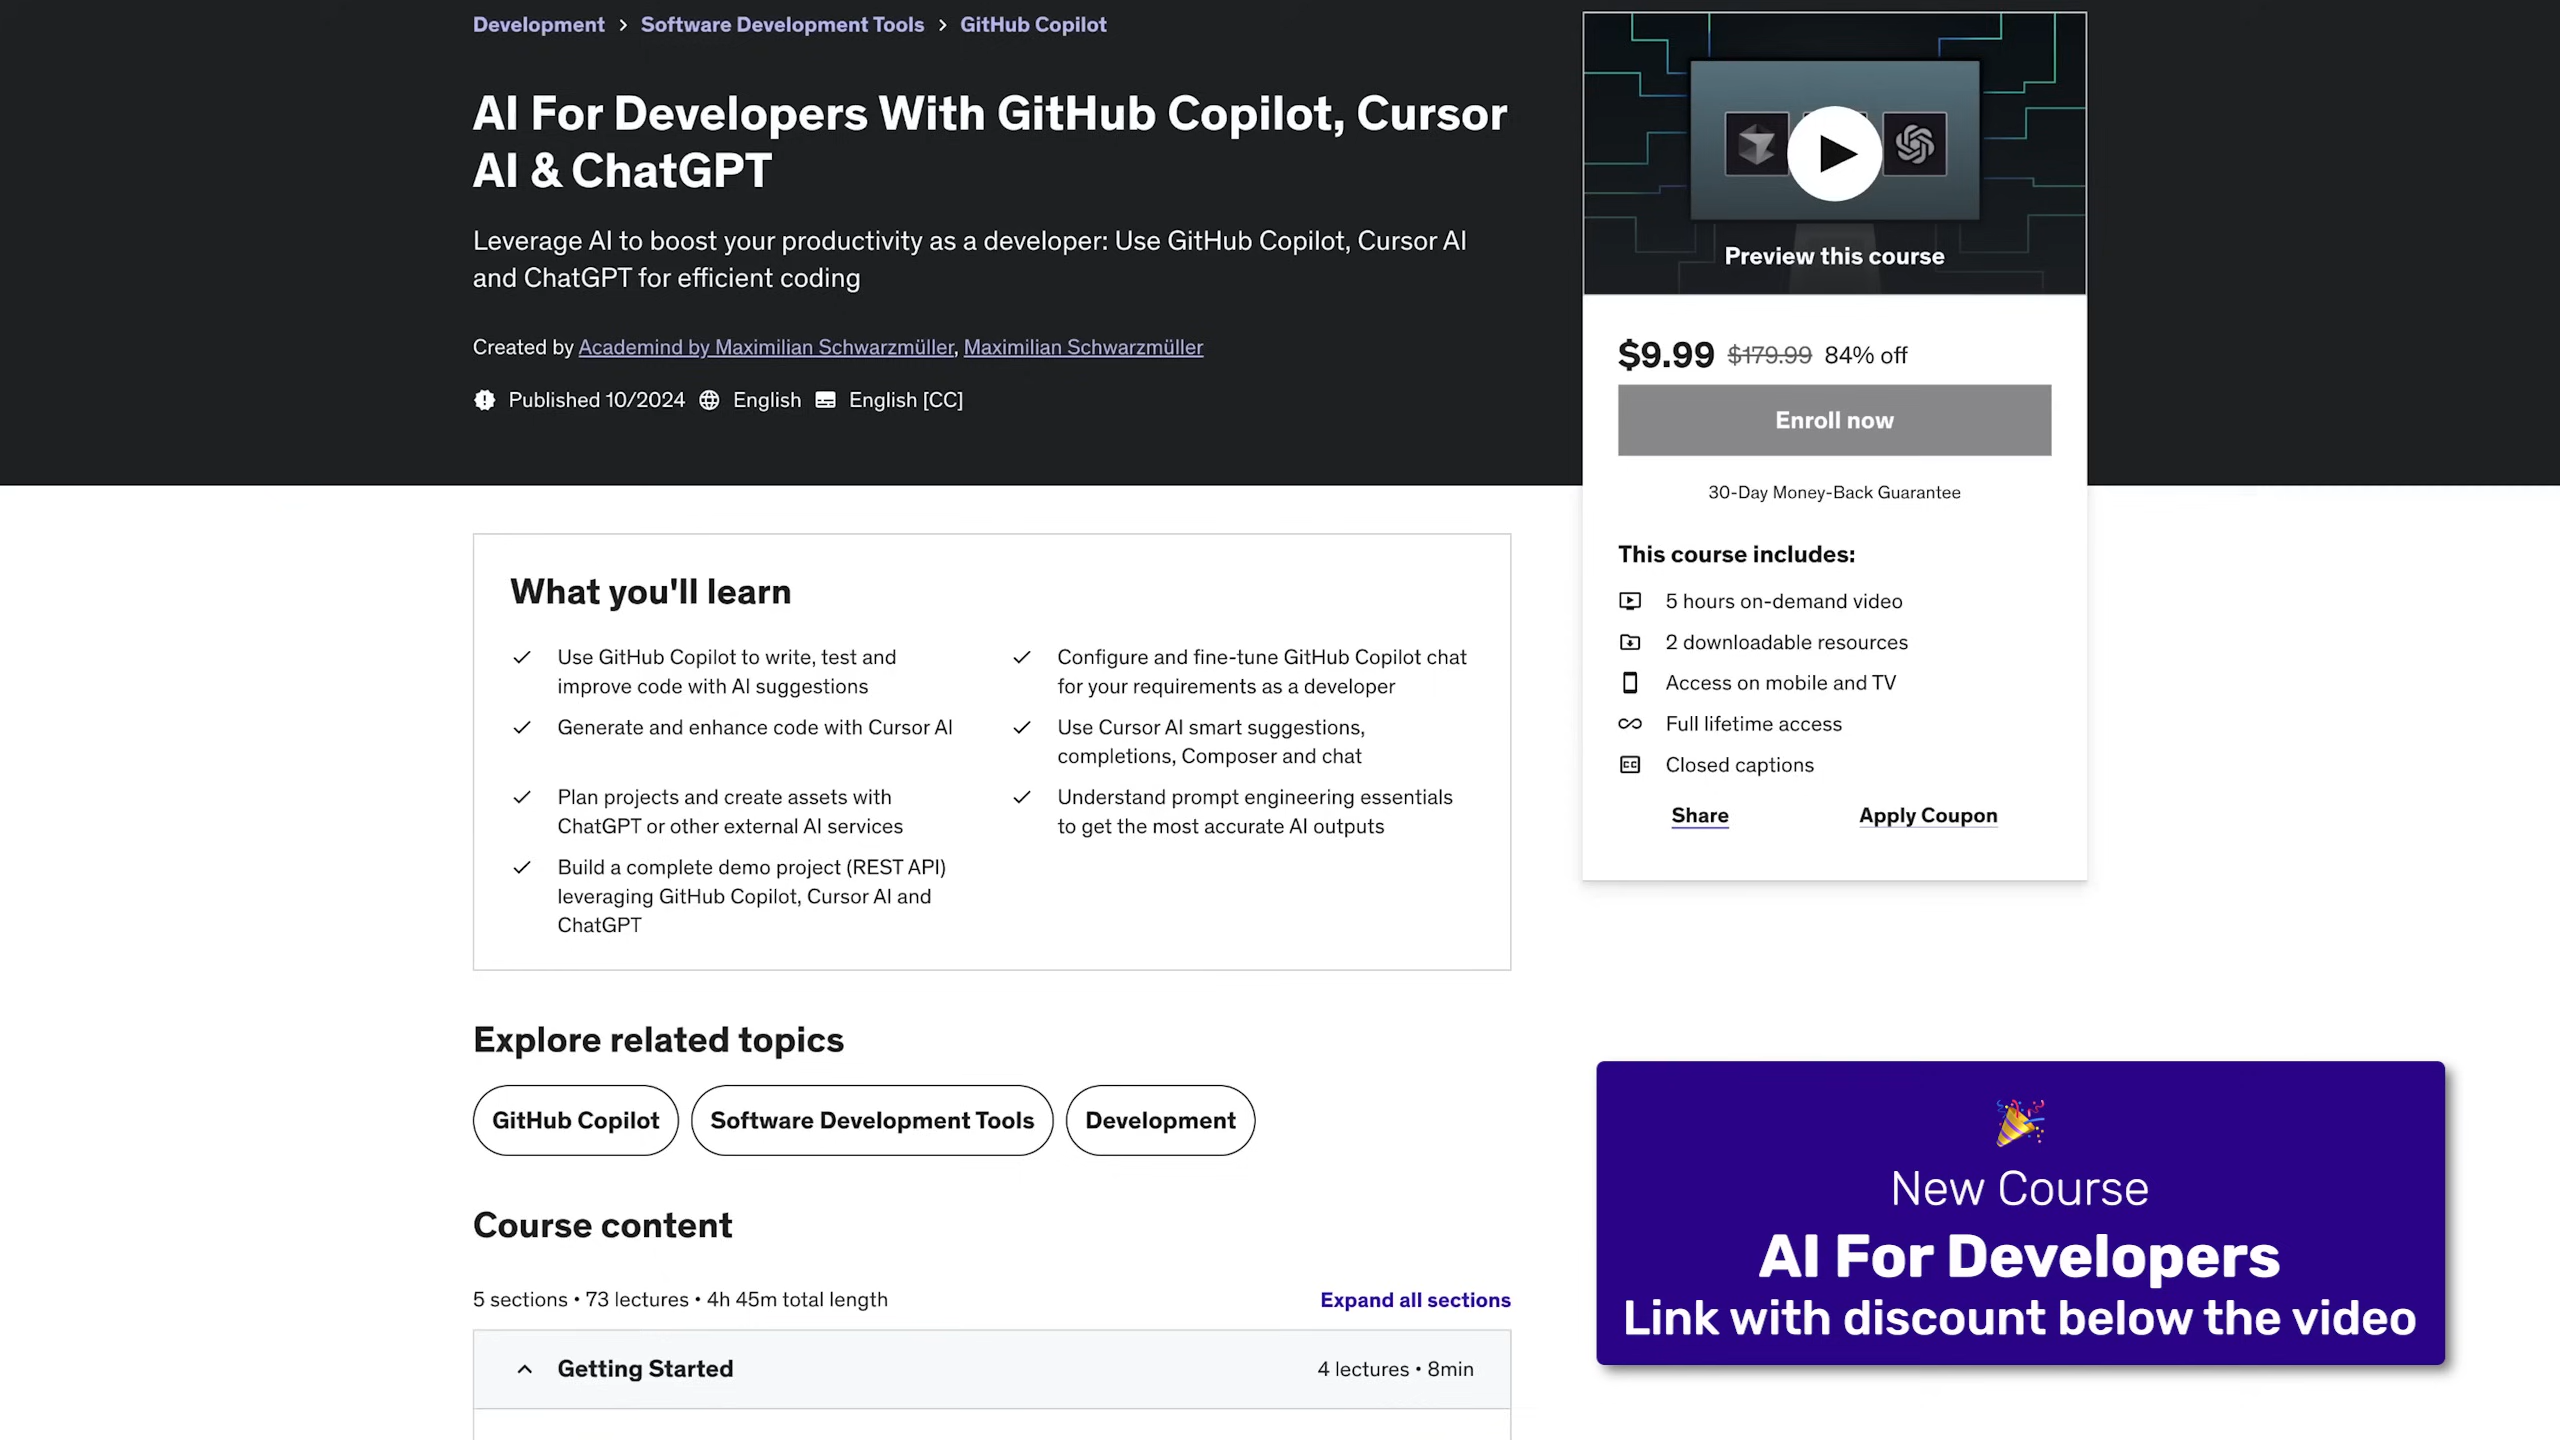 Development > Software Development Tools > GitHub Copilot
AI For Developers With GitHub Copilot, Cursor
AI & ChatGPT
Leverage AI to boost your productivity as a developer: Use GitHub Copilot, Cursor AI
and ChatGPT for efficient coding
Created by Academind by Maximilian Schwarzmüller, Maximilian Schwarzmüller
Published 10/2024 English English [CC]
Preview this course
$9.99 $179.99 84% off
Enroll now
30-Day Money-Back Guarantee
This course includes:
5 hours on-demand video
2 downloadable resources
Access on mobile and TV
Full lifetime access
Closed captions
Share Apply Coupon
What you'll learn
Use GitHub Copilot to write, test and
improve code with AI suggestions
Configure and fine-tune GitHub Copilot chat
for your requirements as a developer
Generate and enhance code with Cursor AI
Use Cursor AI smart suggestions,
completions, Composer and chat
Plan projects and create assets with
ChatGPT or other external AI services
Understand prompt engineering essentials
to get the most accurate AI outputs
Build a complete demo project (REST API)
leveraging GitHub Copilot, Cursor AI and
ChatGPT
Explore related topics
GitHub Copilot Software Development Tools Development
Course content
5 sections • 73 lectures • 4h 45m total length Expand all sections
Getting Started 4 lectures • 8min
New Course
AI For Developers
Link with discount below the video